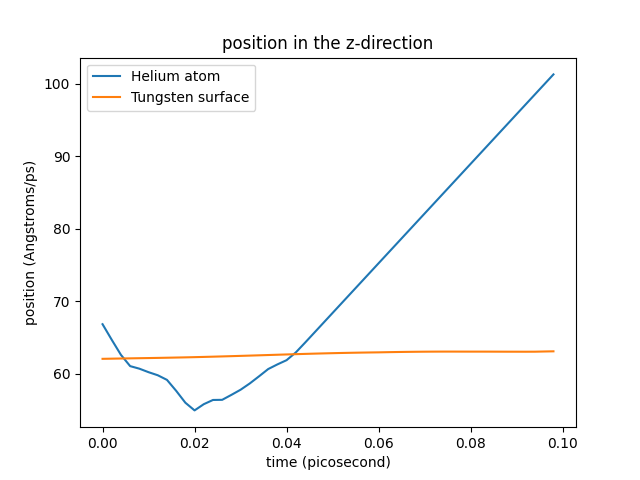 position in the z-direction
Helium atom
Tungsten surface
position (Angstroms/ps)
100
90
80
70
60
0.00 0.02 0.04 0.06 0.08 0.10
time (picosecond)